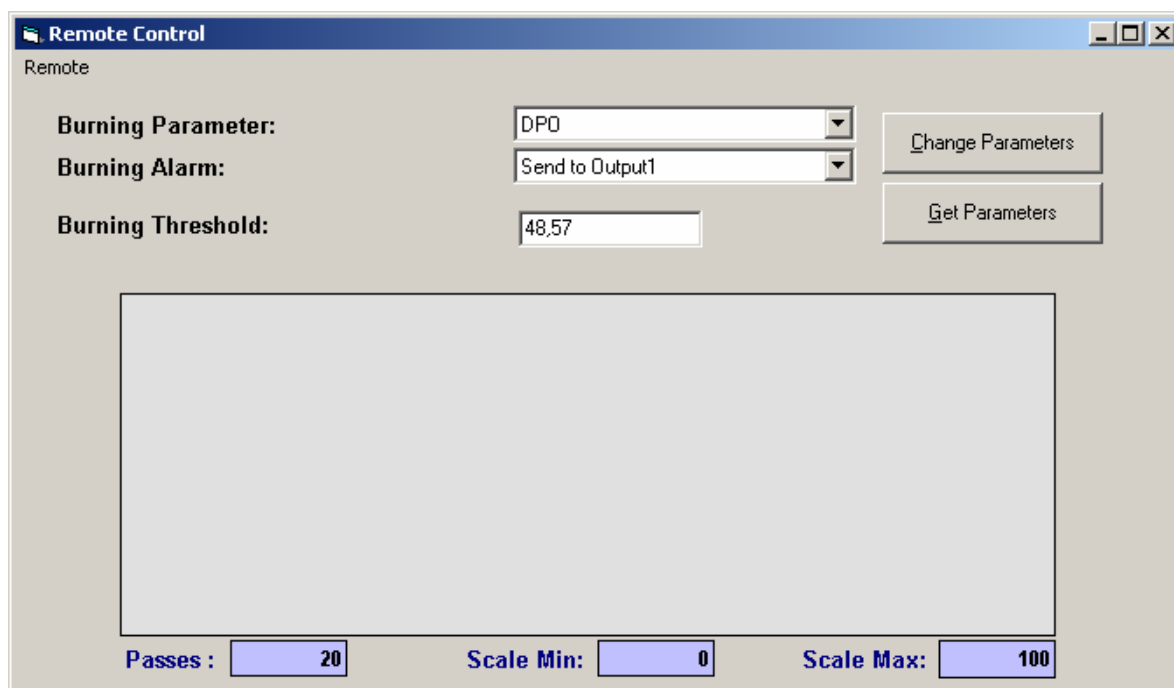 Remote Control
Remote
Burning Parameter: DPO
Change Parameters
Burning Alarm: Send to Output1
Burning Threshold: 48,57
Get Parameters
Passes : 20 Scale Min: 0 Scale Max: 100